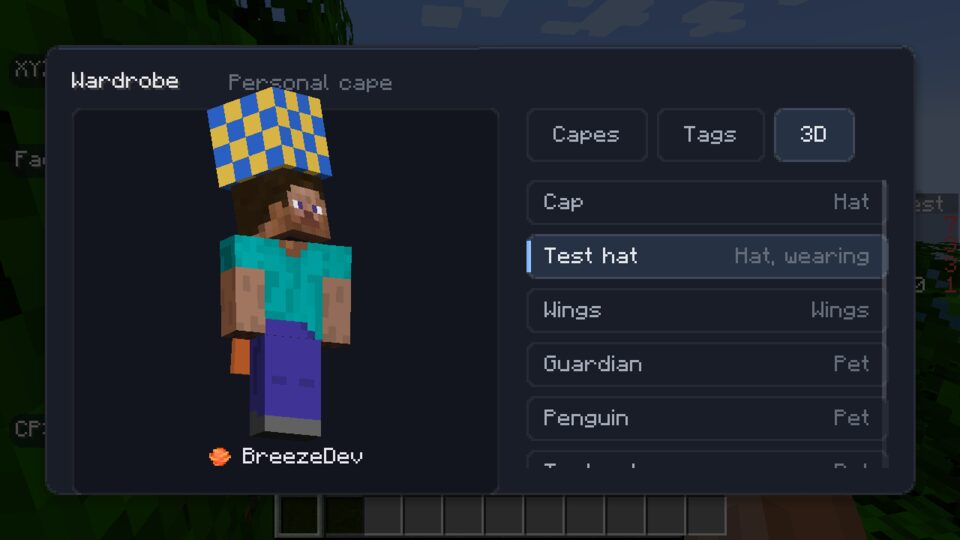 Wardrobe Personal cape
Capes Tags 3D
Cap Hat
Test hat Hat, wearing
Wings Wings
Guardian Pet
Penguin Pet
BreezeDev
XYZ